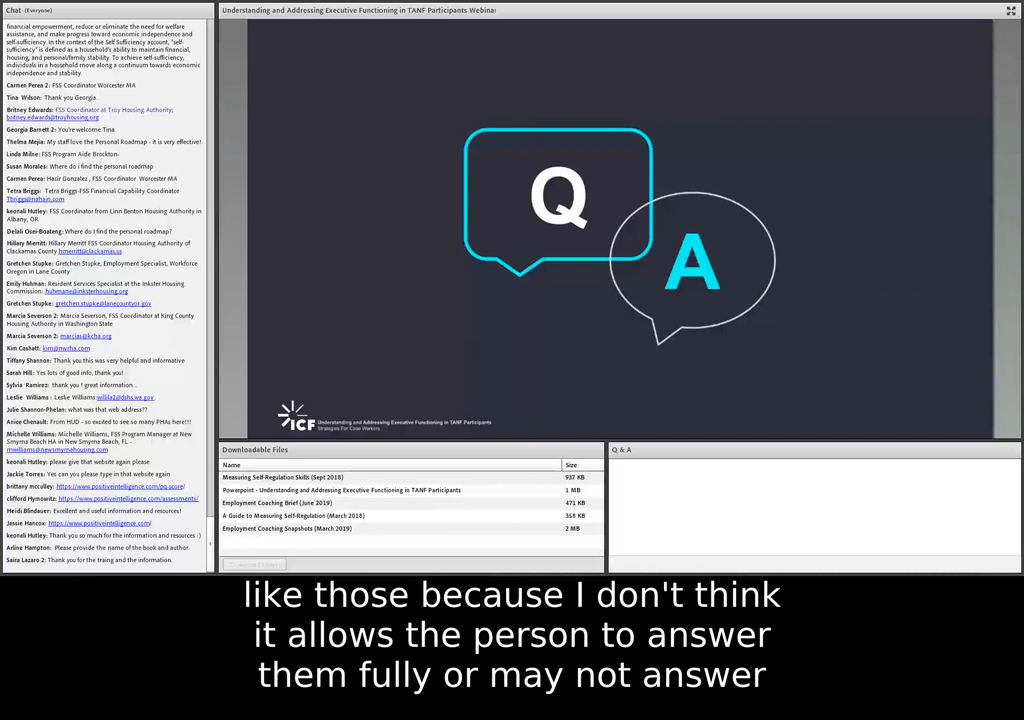 Chat (Everyone)
financial empowerment, reduce or eliminate the need for welfare
assistance, and make progress toward economic independence and
self-sufficiency. In the context of the Self Sufficiency account, "self-
sufficiency" is defined as a household's ability to maintain financial,
housing, and personal/family stability. To achieve self-sufficiency,
individuals in a household move along a continuum towards economic
independence and stability.
Carmen Perea 2: FSS Coordinator Worcester MA
Tina Wilson: Thank you Georgia.
Britney Edwards: FSS Coordinator at Troy Housing Authority;
britney.edwards@troyhousing.org
Georgia Barnett 2: You're welcome Tina
Thelma Mejia: My staff love the Personal Roadmap - it is very effective!
Linda Milne: FSS Program Aide Brockton-
Susan Morales: Where do i find the personal roadmap
Carmen Perea: Hasir Gonzalez , FSS Coordinator Worcester MA
Tetra Briggs: Tetra Briggs-FSS Financial Capability Coordinator
Tbriggs@nahain.com
keonali Hutley: FSS Coordinator from Linn Benton Housing Authority in
Albany, OR
Delali Osei-Boateng: Where do I find the personal roadmap?
Hillary Merritt: Hillary Merritt FSS Coordinator Housing Authority of
Clackamas County hmerritt@clackamas.us
Gretchen Stupke: Gretchen Stupke, Employment Specialist, Workforce
Oregon in Lane County
Emily Huhman: Resident Services Specialist at the Inkster Housing
Commission; huhmane@inksterhousing.org
Gretchen Stupke: gretchen.stupke@lanecountyor.gov
Marcia Severson 2: Marcia Severson, FSS Coordinator at King County
Housing Authority in Washington State
Marcia Severson 2: marcias@kcha.org
Kim Cashatt: kim@nwrha.com
Tiffany Shannon: Thank you this was very helpful and informative
Sarah Hill: Yes lots of good info, thank you!
Sylvia Ramirez: thank you ! great information...
Leslie Williams : Leslie Williams:willila2@dshs.wa.gov
Julie Shannon-Phelan: what was that web address??
Anice Chenault: From HUD - so excited to see so many PHAs here!!!
Michelle Williams: Michelle Williams, FSS Program Manager at New
Smyrna Beach HA in New Smyrna Beach, FL -
mwilliams@newsmyrnahousing.com
keonali Hutley: please give that website again please
Jackie Torres: Yes can you please type in that website again
brittany mcculley: https://www.positiveintelligence.com/pq-score/
clifford Hymowitz: https://www.positiveintelligence.com/assessments/
Heidi Blindauer: Excellent and useful information and resources!
Jessie Hancox: https://www.positiveintelligence.com/
keonali Hutley: Thank you so much for the information and resources :)
Arline Hampton: Please provide the name of the book and author.
Saira Lazaro 2: Thank you for the traing and the information.
Understanding and Addressing Executive Functioning in TANF Participants Webinar
Q
A
ICF
Understanding and Addressing Executive Functioning in TANF Participants
Strategies For Case Workers
Downloadable Files
Name Size
Measuring Self-Regulation Skills (Sept 2018) 937 KB
Powerpoint - Understanding and Addressing Executive Functioning in TANF Participants 1 MB
Employment Coaching Brief (June 2019) 471 KB
A Guide to Measuring Self-Regulation (March 2018) 358 KB
Employment Coaching Snapshots (March 2019) 2 MB
Q & A
like those because I don't think
it allows the person to answer
them fully or may not answer